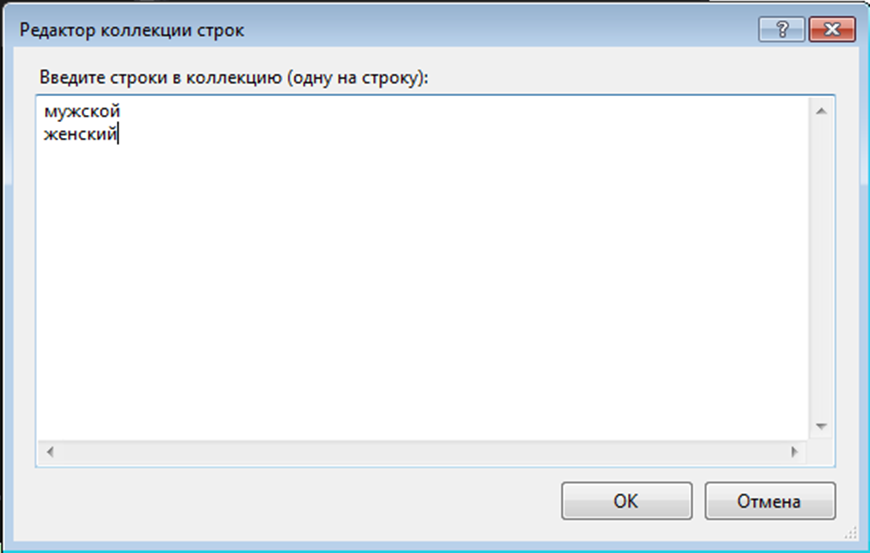 Редактор коллекции строк
?
Введите строки в коллекцию (одну на строку):
мужской
женский
OK
Отмена